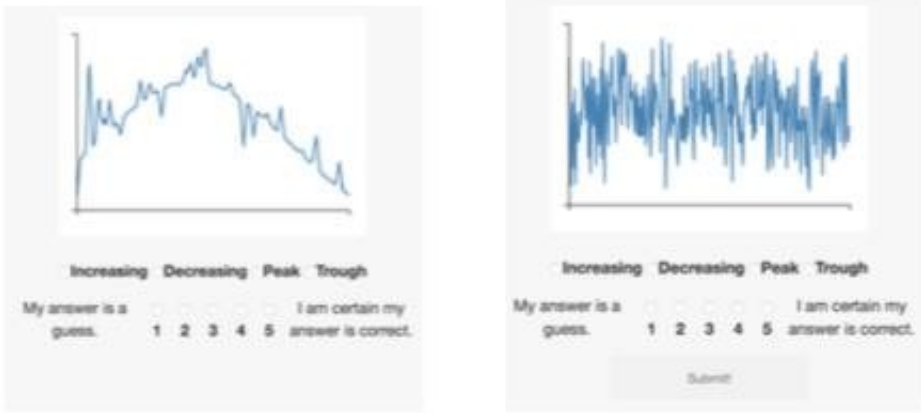 Increasing Decreasing Peak Trough
My answer is a guess. 1 2 3 4 5 I am certain my answer is correct.
Increasing Decreasing Peak Trough
My answer is a guess. 1 2 3 4 5 I am certain my answer is correct.
Submit!